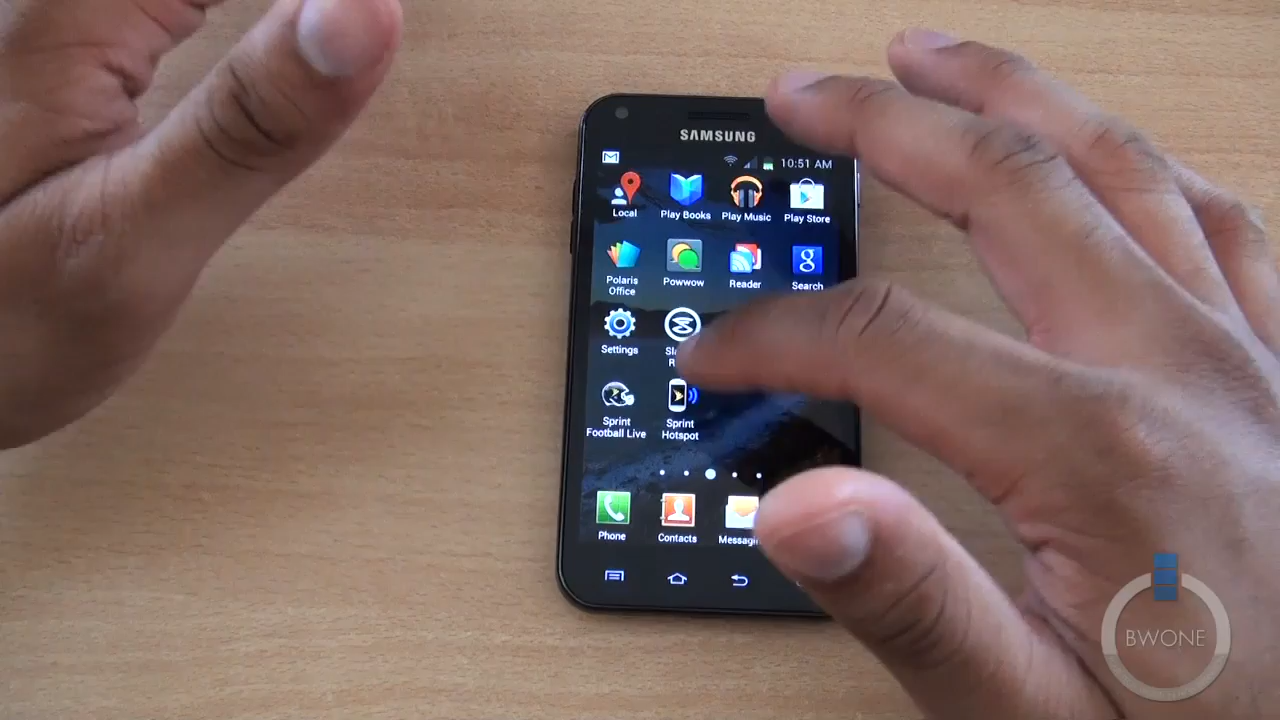 SAMSUNG
10:51 AM
Local
Play Books
Play Music
Play Store
Polaris
Office
Powwow
Reader
g
Search
Settings
Sprint
Football Live
Sprint
Hotspot
Phone
Contacts
BWONE